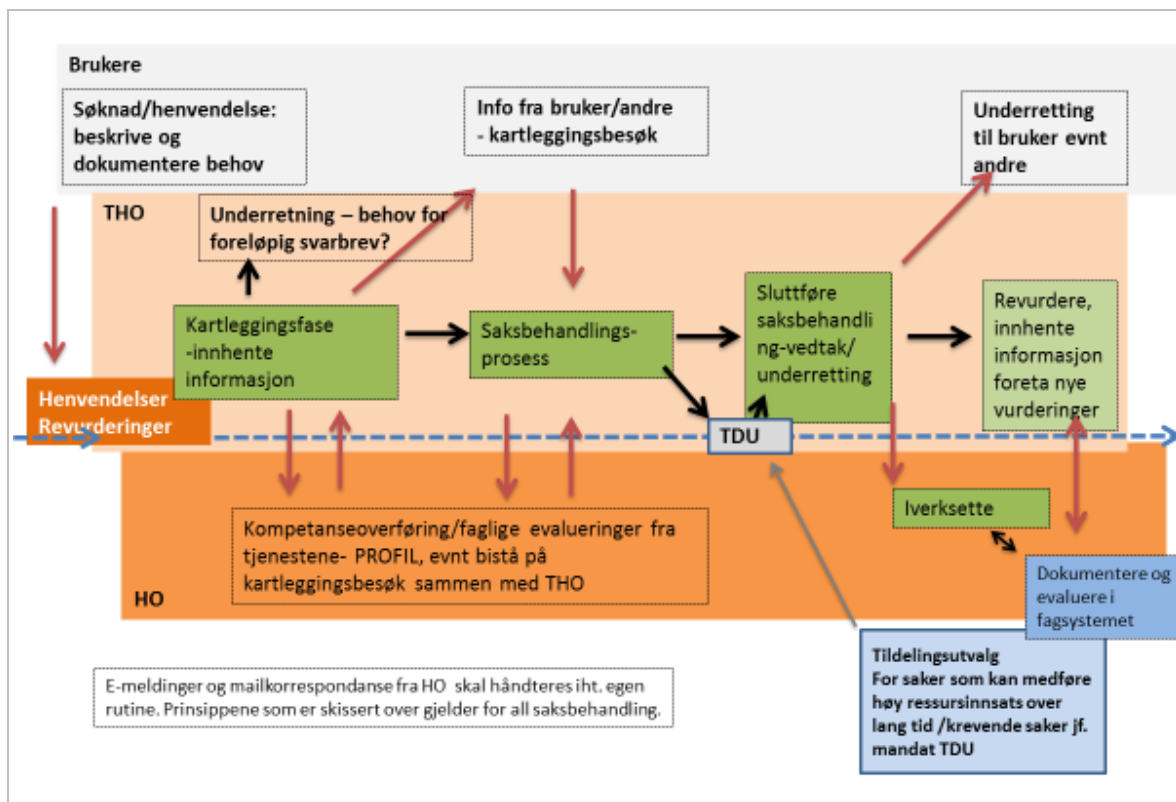 Brukere
Søknad/henvendelse:
beskrive og
dokumentere behov
Info fra bruker/andre
- kartleggingsbesøk
Underretting
til bruker evnt
andre
THO
Underretning – behov for
foreløpig svarbrev?
Kartleggingsfase
-innhente
informasjon
Saksbehandlings-
prosess
Sluttføre
saksbehandli
ng-vedtak/
underretting
Revurdere,
innhente
informasjon
foreta nye
vurderinger
Henvendelser
Revurderinger
TDU
Iverksette
Kompetanseoverføring/faglige evalueringer fra
tjenestene- PROFIL, evnt bistå på
kartleggingsbesøk sammen med THO
HO
Dokumentere og
evaluere i
fagsystemet
Tildelingsutvalg
For saker som kan medføre
høy ressursinnsats over
lang tid /krevende saker jf.
mandat TDU
E-meldinger og mailkorrespondanse fra HO skal håndteres iht. egen
rutine. Prinsippene som er skissert over gjelder for all saksbehandling.